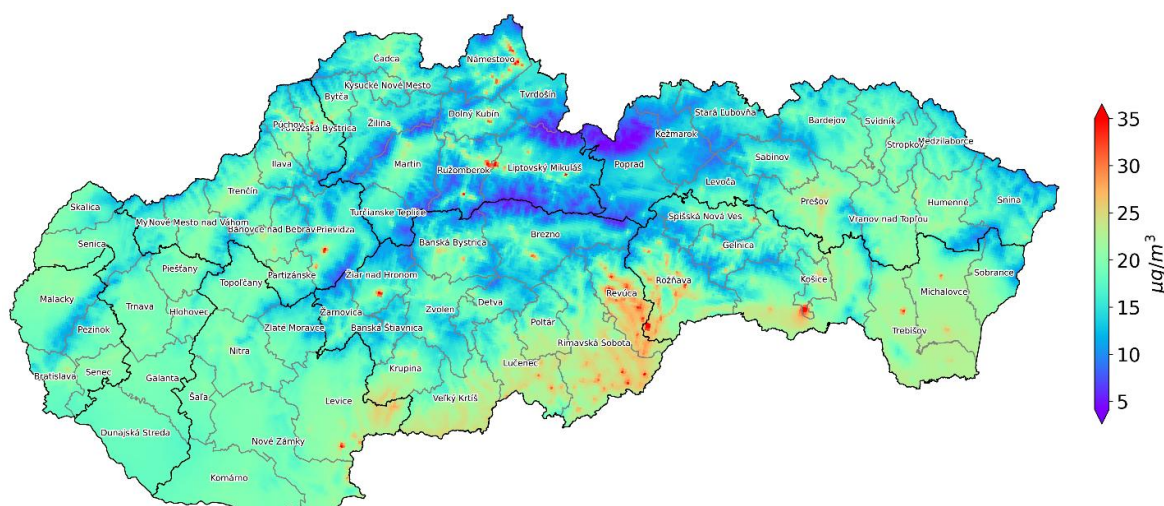 Čadca
Námestovo
Kysucké Nové Mesto
Bytča
Tvrdošín
Dolný Kubín
Stará Ľubovňa
Púchov
Považská Bystrica
Žilina
Kežmarok
Bardejov
Svidník
Medzilaborce
Stropkov
Ilava
Martin
Ružomberok
Liptovský Mikuláš
Poprad
Sabinov
Levoča
Trenčín
Prešov
Humenné
Snina
Skalica
Turčianske Teplice
Spišská Nová Ves
Vranov nad Topľou
Nové Mesto nad Váhom
Bánovce nad Bebravou
Prievidza
Brezno
Banská Bystrica
Gelnica
Senica
Piešťany
Topoľčany
Partizánske
Žiar nad Hronom
Rožňava
Košice
Sobrance
Malacky
Trnava
Hlohovec
Žarnovica
Zvolen
Detva
Revúca
Michalovce
Pezinok
Zlaté Moravce
Banská Štiavnica
Poltár
Trebišov
Nitra
Rimavská Sobota
Bratislava
Senec
Galanta
Krupina
Lučenec
Šaľa
Levice
Veľký Krtíš
Dunajská Streda
Nové Zámky
Komárno
35
30
25
20
15
10
5
μg/m³